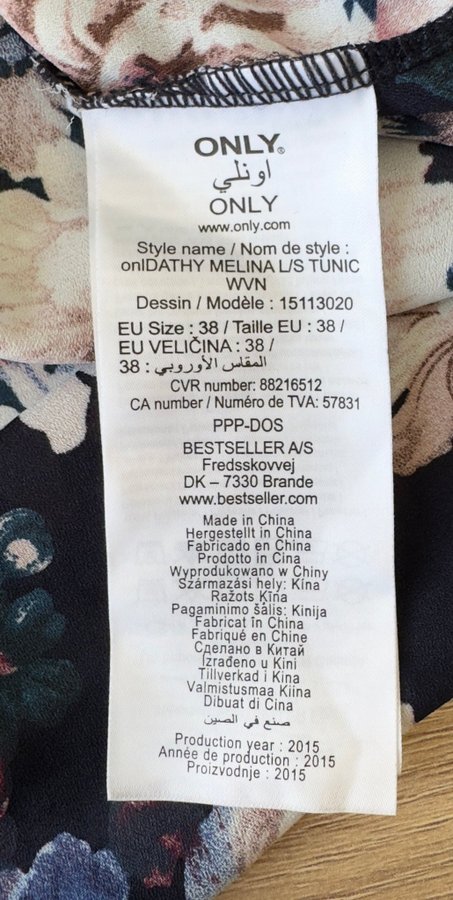 ONLY®
اونلي
ONLY
www.only.com
Style name / Nom de style :
onlDATHY MELINA L/S TUNIC
WVN
Dessin / Modèle : 15113020
EU Size : 38 / Taille EU : 38 /
EU VELIČINA : 38 /
المقاس الأوروبي : 38
CVR number: 88216512
CA number / Numéro de TVA: 57831
PPP-DOS
BESTSELLER A/S
Fredsskovvej
DK – 7330 Brande
www.bestseller.com
Made in China
Hergestellt in China
Fabricado en China
Prodotto in Cina
Wyprodukowano w Chiny
Származási hely: Kína
Ražots Ķīna
Pagaminimo šālis: Kinija
Fabricat în China
Fabriqué en Chine
Сделано в Китай
Izrađeno u Kini
Tillverkad i Kina
Valmistusmaa Kiina
Dibuat di Cina
صنع في الصين
Production year : 2015
Année de production : 2015
Proizvodnje : 2015